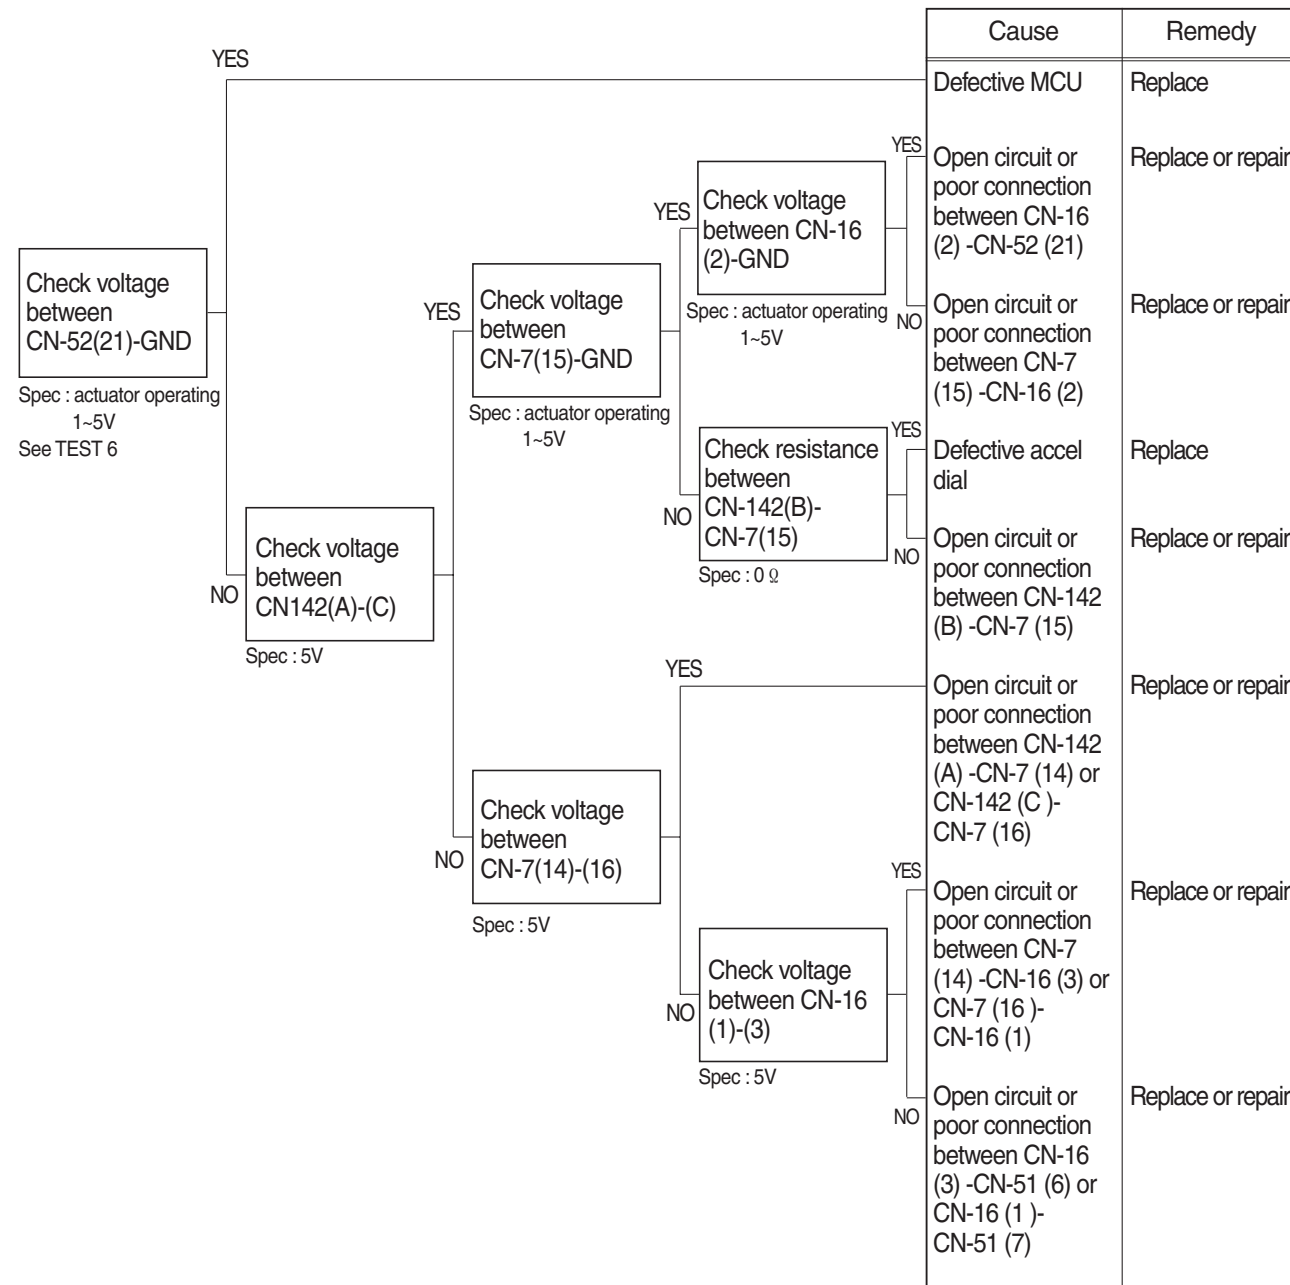 Cause
Remedy
YES
Defective MCU
Replace
Check voltage
between
CN-52(21)-GND
Spec : actuator operating
1~5V
See TEST 6
NO
Check voltage
between
CN142(A)-(C)
Spec : 5V
YES
Check voltage
between
CN-7(15)-GND
Spec : actuator operating
1~5V
YES
Check voltage
between CN-16
(2)-GND
Spec : actuator operating
1~5V
YES
Open circuit or
poor connection
between CN-16
(2) -CN-52 (21)
Replace or repair
NO
Open circuit or
poor connection
between CN-7
(15) -CN-16 (2)
Replace or repair
NO
Check resistance
between
CN-142(B)-
CN-7(15)
Spec : 0 Ω
YES
Defective accel
dial
Replace
NO
Open circuit or
poor connection
between CN-142
(B) -CN-7 (15)
Replace or repair
NO
Check voltage
between
CN-7(14)-(16)
Spec : 5V
YES
Open circuit or
poor connection
between CN-142
(A) -CN-7 (14) or
CN-142 (C )-
CN-7 (16)
Replace or repair
NO
Check voltage
between CN-16
(1)-(3)
Spec : 5V
YES
Open circuit or
poor connection
between CN-7
(14) -CN-16 (3) or
CN-7 (16 )-
CN-16 (1)
Replace or repair
NO
Open circuit or
poor connection
between CN-16
(3) -CN-51 (6) or
CN-16 (1 )-
CN-51 (7)
Replace or repair